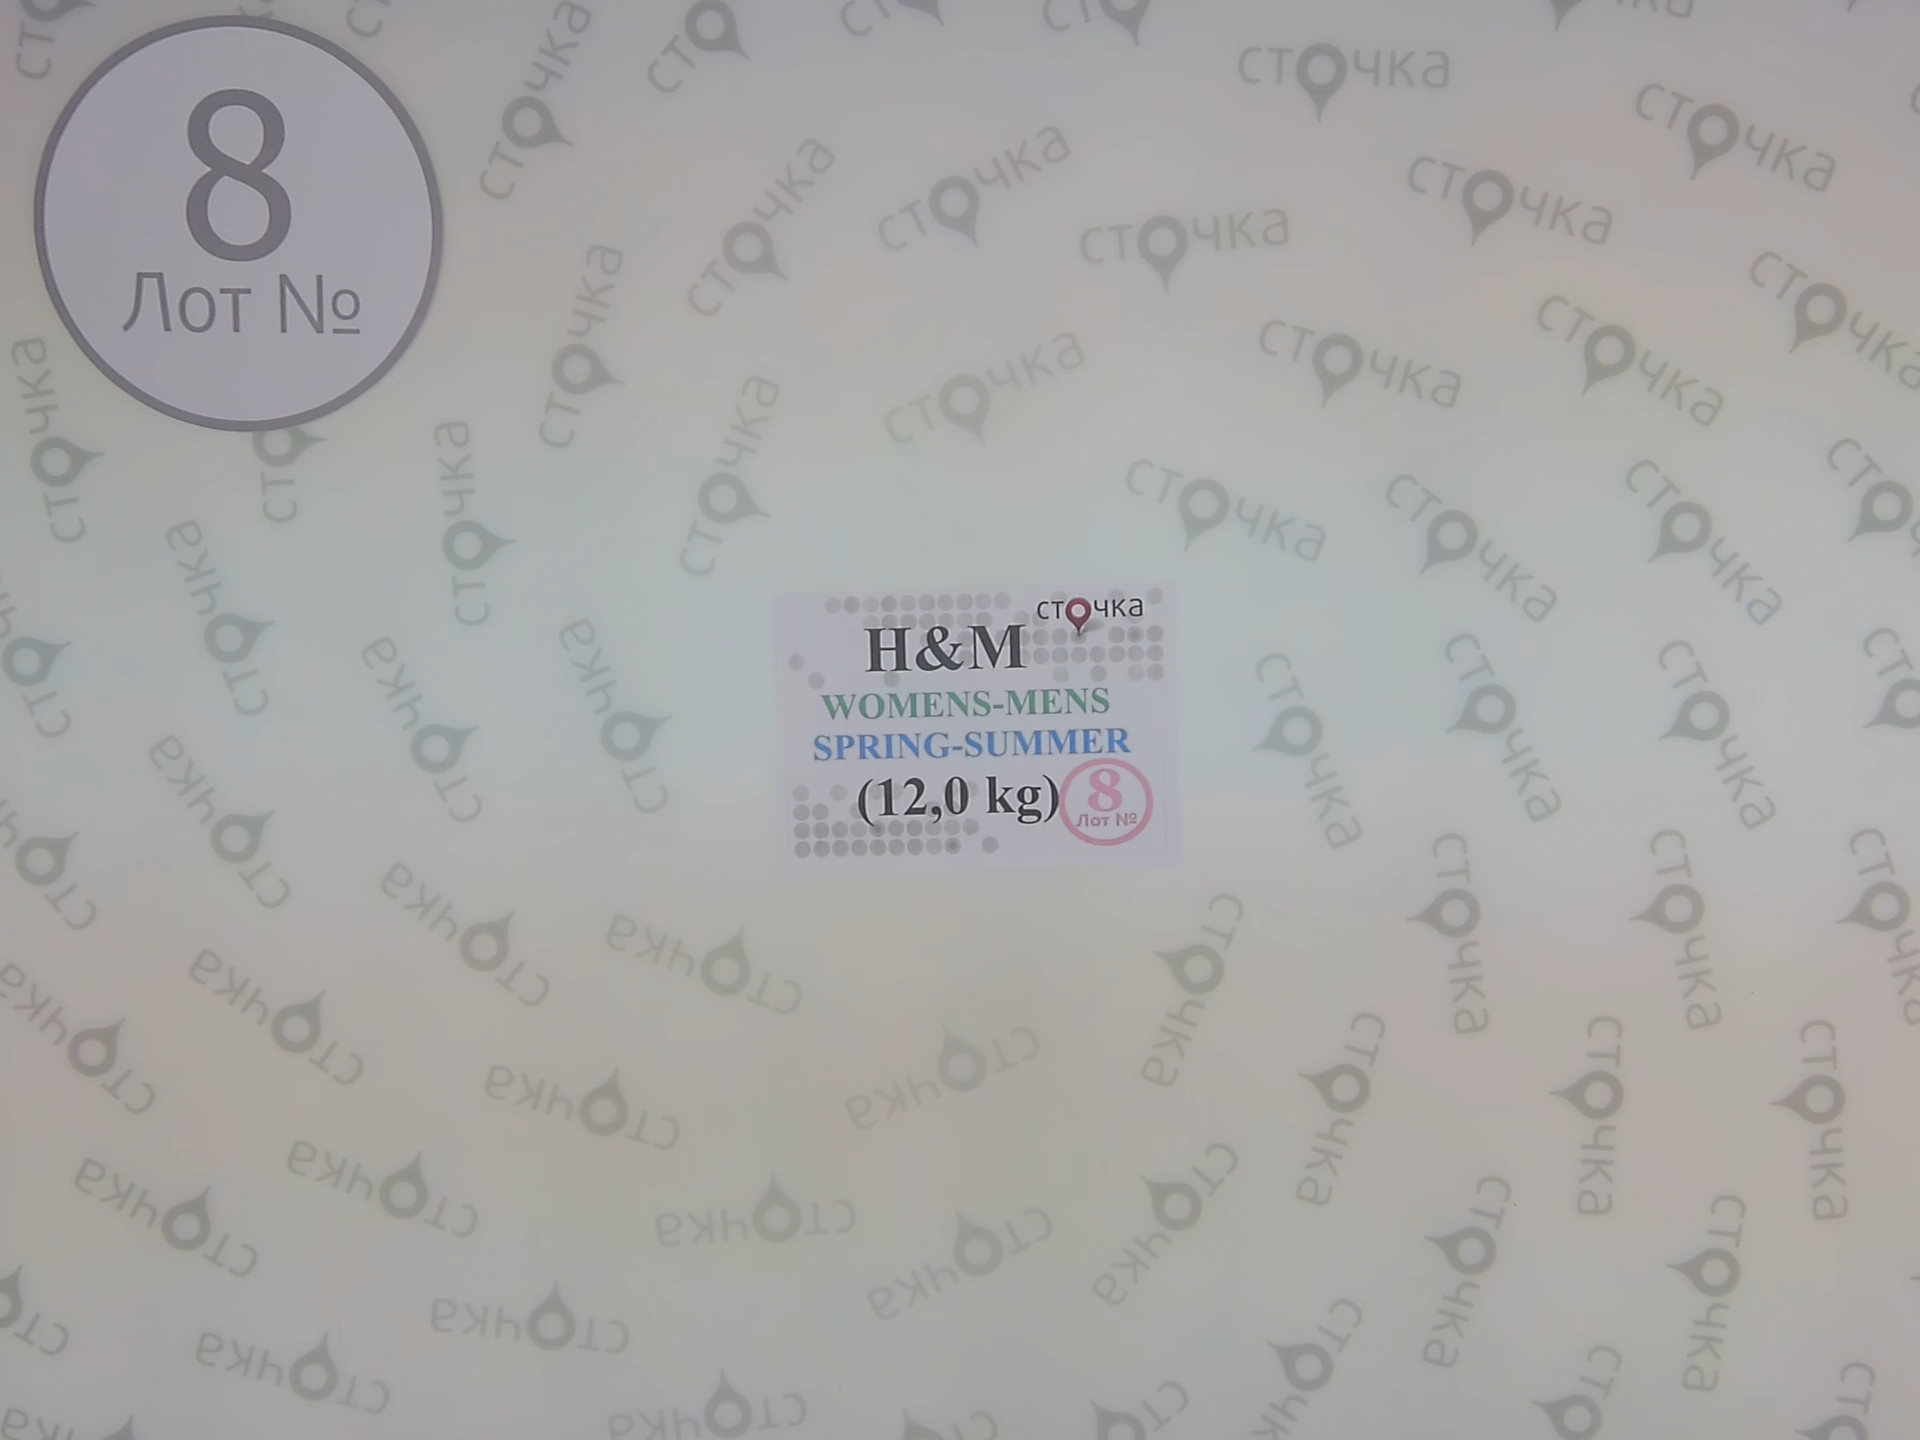 8
Лот №
сточка
H&M
WOMENS-MENS
SPRING-SUMMER
(12,0 kg)
8
Лот №